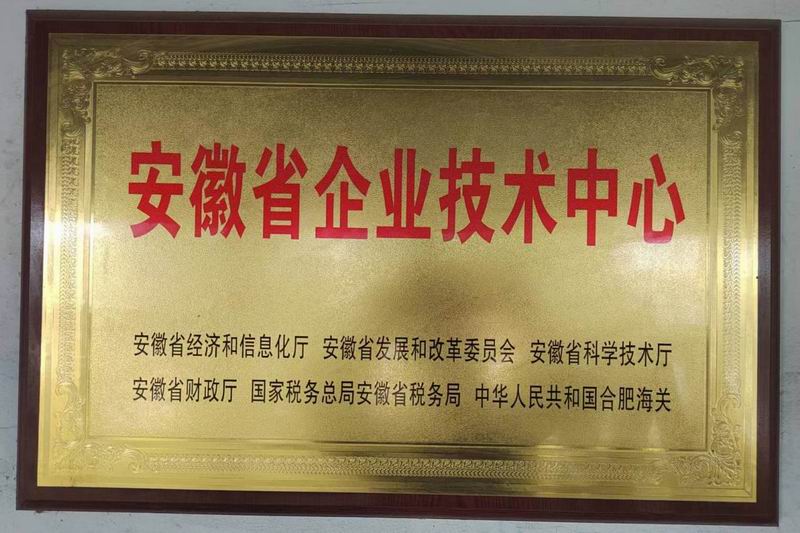 安徽省企业技术中心
安徽省经济和信息化厅 安徽省发展和改革委员会 安徽省科学技术厅
安徽省财政厅 国家税务总局安徽省税务局 中华人民共和国合肥海关